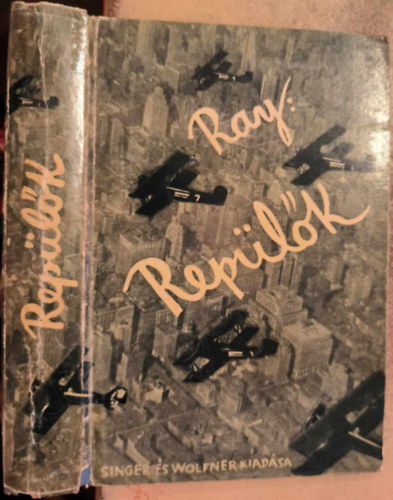 Repülők
Ray:
Repülők
SINGER ÉS WOLFNER KIADÁSA